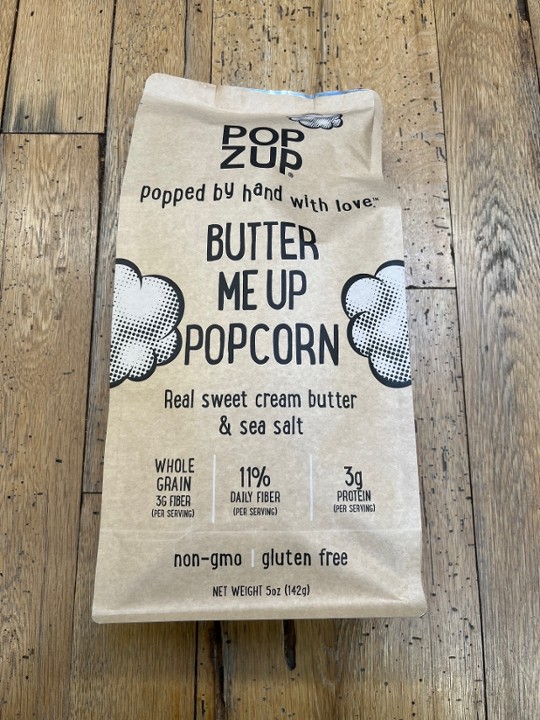 POP
ZUP®
popped by hand with love™
BUTTER
ME UP
POPCORN
Real sweet cream butter
& sea salt
WHOLE
GRAIN
3G FIBER
(PER SERVING)
11%
DAILY FIBER
(PER SERVING)
3g
PROTEIN
(PER SERVING)
non-gmo | gluten free
NET WEIGHT 5oz (142g)